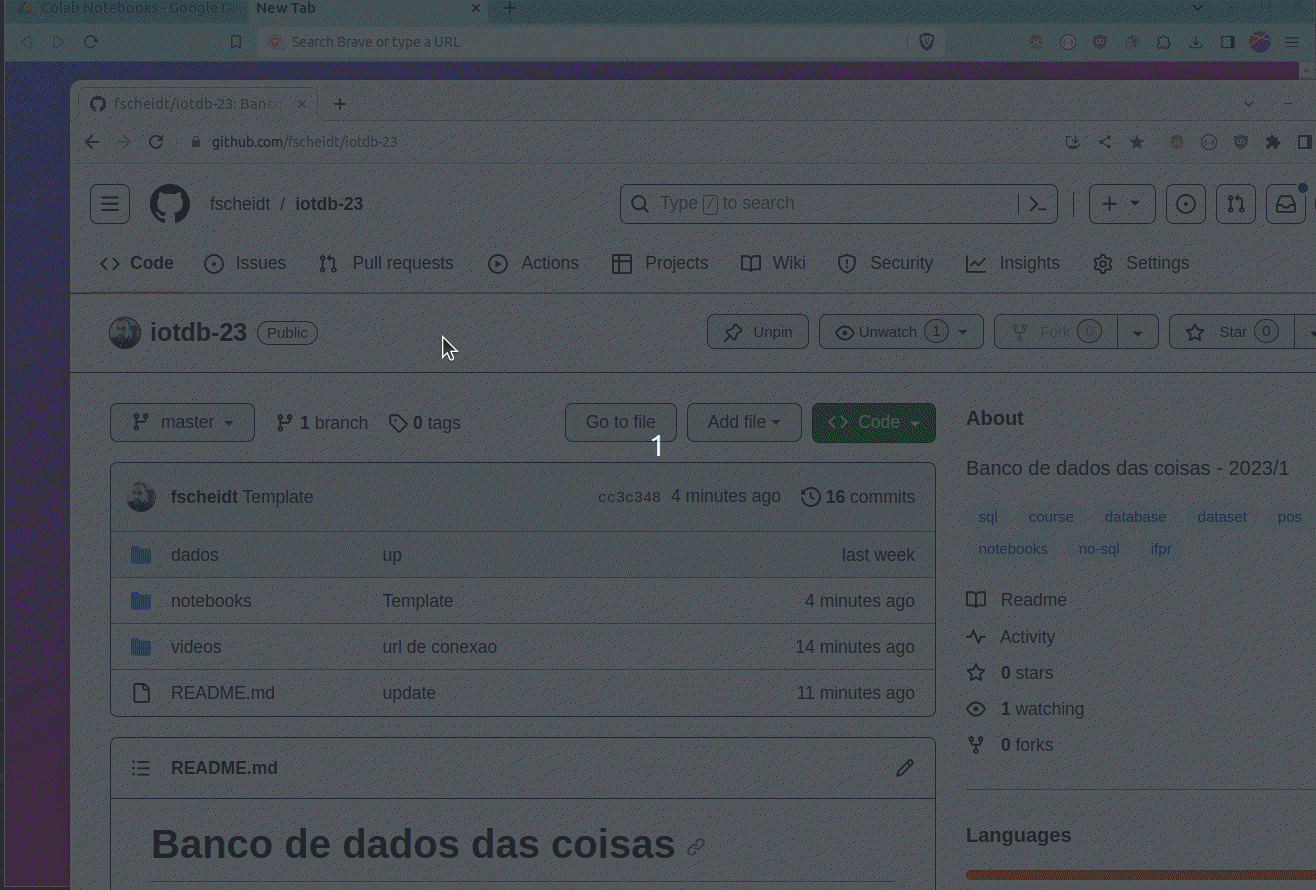 Colab Notebooks - Google Dr
New Tab
Search Brave or type a URL
fscheidt/iotdb-23: Banco
github.com/fscheidt/iotdb-23
fscheidt / iotdb-23
Type / to search
Code Issues Pull requests Actions Projects Wiki Security Insights Settings
iotdb-23 Public
Unpin Unwatch 1 Fork 0 Star 0
master 1 branch 0 tags Go to file Add file Code
1
fscheidt Template cc3c348 4 minutes ago 16 commits
dados up last week
notebooks Template 4 minutes ago
videos url de conexao 14 minutes ago
README.md update 11 minutes ago
README.md
Banco de dados das coisas
About
Banco de dados das coisas - 2023/1
sql course database dataset pos
notebooks no-sql ifpr
Readme
Activity
0 stars
1 watching
0 forks
Languages